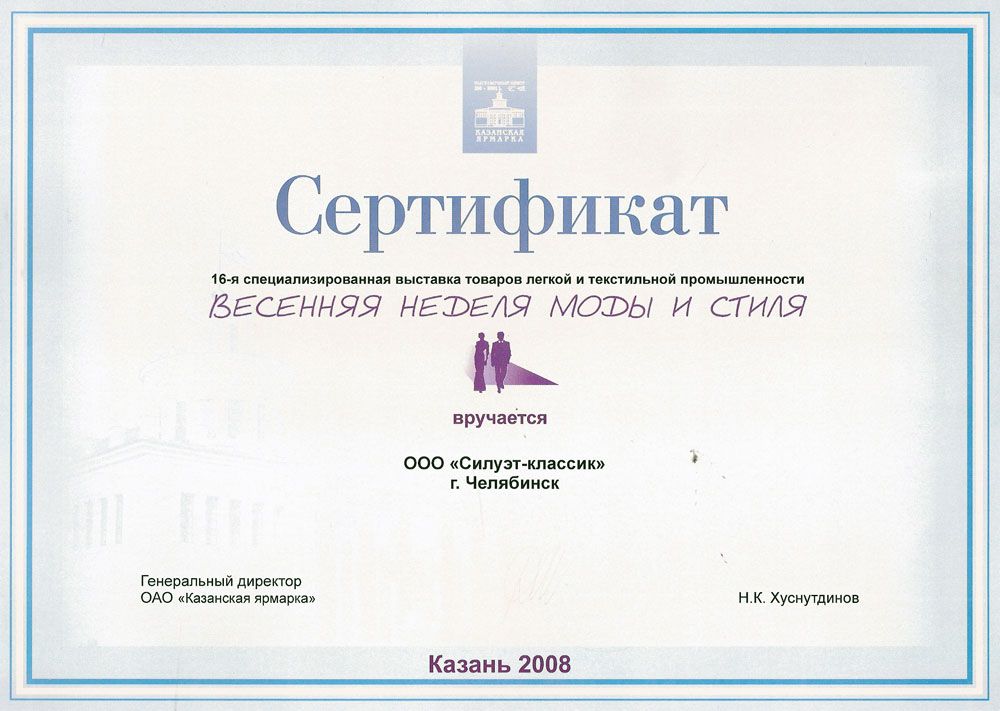 КАЗАНСКАЯ
ЯРМАРКА
Сертификат
16-я специализированная выставка товаров легкой и текстильной промышленности
ВЕСЕННЯЯ НЕДЕЛЯ МОДЫ И СТИЛЯ
вручается
ООО «Силуэт-классик»
г. Челябинск
Генеральный директор
ОАО «Казанская ярмарка»
Н.К. Хуснутдинов
Казань 2008